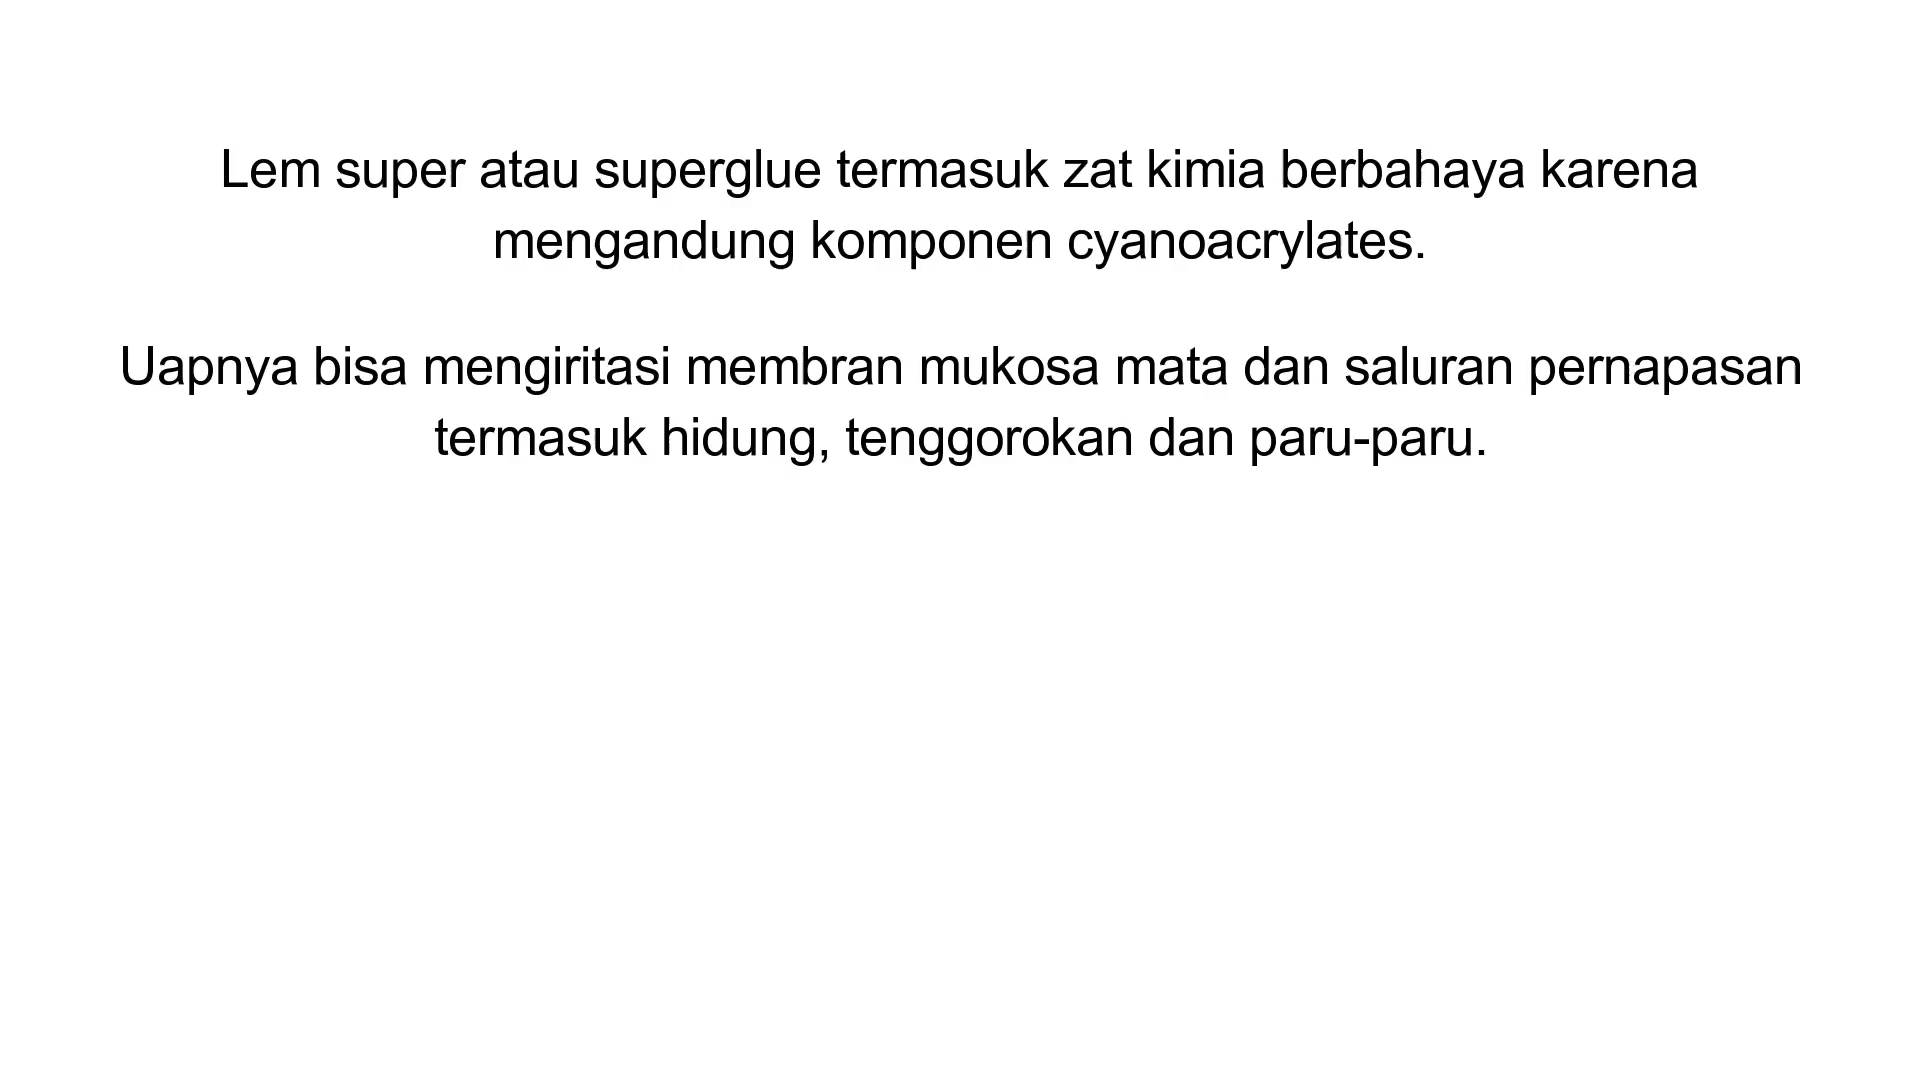 Lem super atau superglue termasuk zat kimia berbahaya karena
mengandung komponen cyanoacrylates.
Uapnya bisa mengiritasi membran mukosa mata dan saluran pernapasan
termasuk hidung, tenggorokan dan paru-paru.